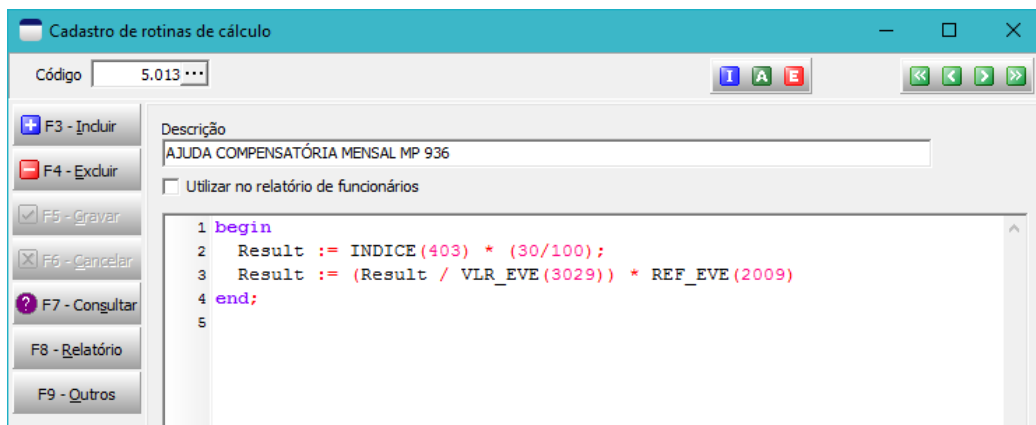 Cadastro de rotinas de cálculo
Código 5.013 ...
I A E
F3 - Incluir
F4 - Excluir
F5 - Gravar
F6 - Cancelar
F7 - Consultar
F8 - Relatório
F9 - Outros
Descrição
AJUDA COMPENSATÓRIA MENSAL MP 936
Utilizar no relatório de funcionários
1 begin
2 Result := INDICE(403) * (30/100);
3 Result := (Result / VLR_EVE(3029)) * REF_EVE(2009)
4 end;
5